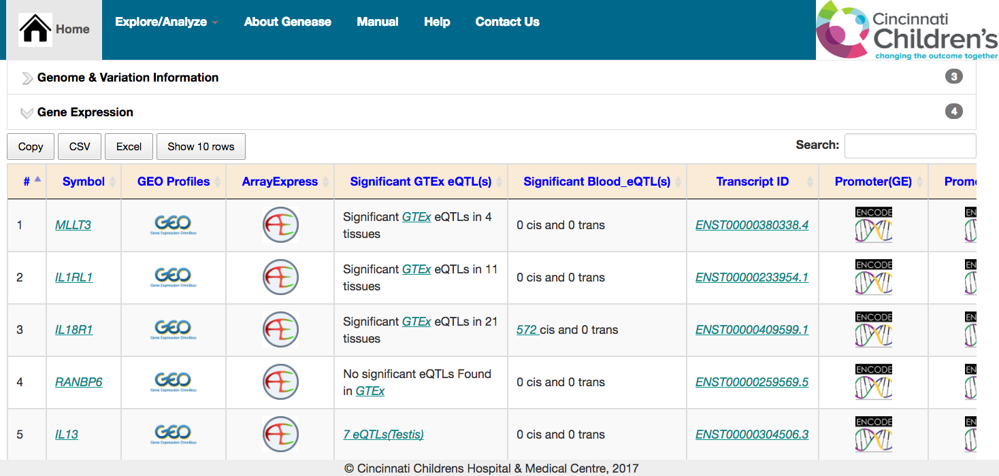 Home
Explore/Analyze
About Genease
Manual
Help
Contact Us
Cincinnati
Children's
changing the outcome together
Genome & Variation Information
3
Gene Expression
4
Copy
CSV
Excel
Show 10 rows
Search:
#
Symbol
GEO Profiles
ArrayExpress
Significant GTEx eQTL(s)
Significant Blood_eQTL(s)
Transcript ID
Promoter(GE)
Promo
1
MLLT3
GEO
Gene Expression Omnibus
AE
Significant GTEx eQTLs in 4
tissues
0 cis and 0 trans
ENST00000380338.4
ENCODE
EN
2
IL1RL1
GEO
Gene Expression Omnibus
AE
Significant GTEx eQTLs in 11
tissues
0 cis and 0 trans
ENST00000233954.1
ENCODE
EN
3
IL18R1
GEO
Gene Expression Omnibus
AE
Significant GTEx eQTLs in 21
tissues
572 cis and 0 trans
ENST00000409599.1
ENCODE
EN
4
RANBP6
GEO
Gene Expression Omnibus
AE
No significant eQTLs Found
in GTEx
0 cis and 0 trans
ENST00000259569.5
ENCODE
EN
5
IL13
GEO
Gene Expression Omnibus
AE
7 eQTLs(Testis)
0 cis and 0 trans
ENST00000304506.3
ENCODE
EN
© Cincinnati Childrens Hospital & Medical Centre, 2017